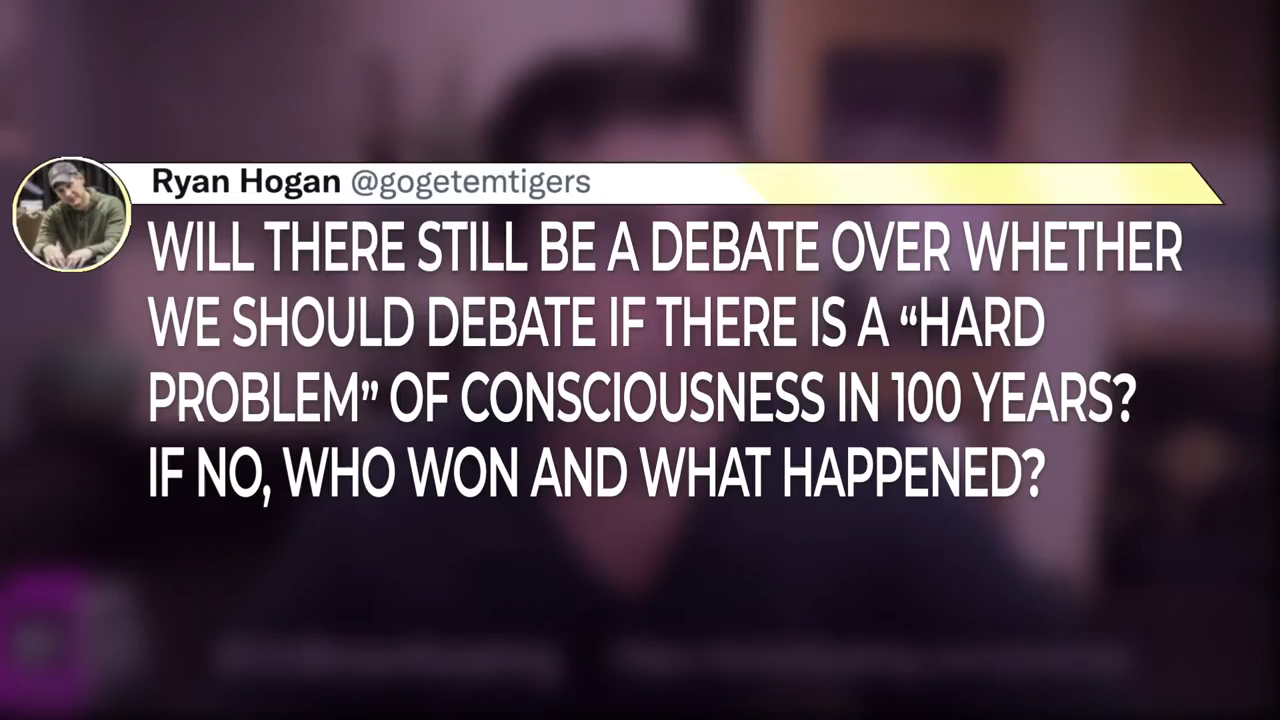 Ryan Hogan @gogetemtigers
WILL THERE STILL BE A DEBATE OVER WHETHER
WE SHOULD DEBATE IF THERE IS A “HARD
PROBLEM” OF CONSCIOUSNESS IN 100 YEARS?
IF NO, WHO WON AND WHAT HAPPENED?